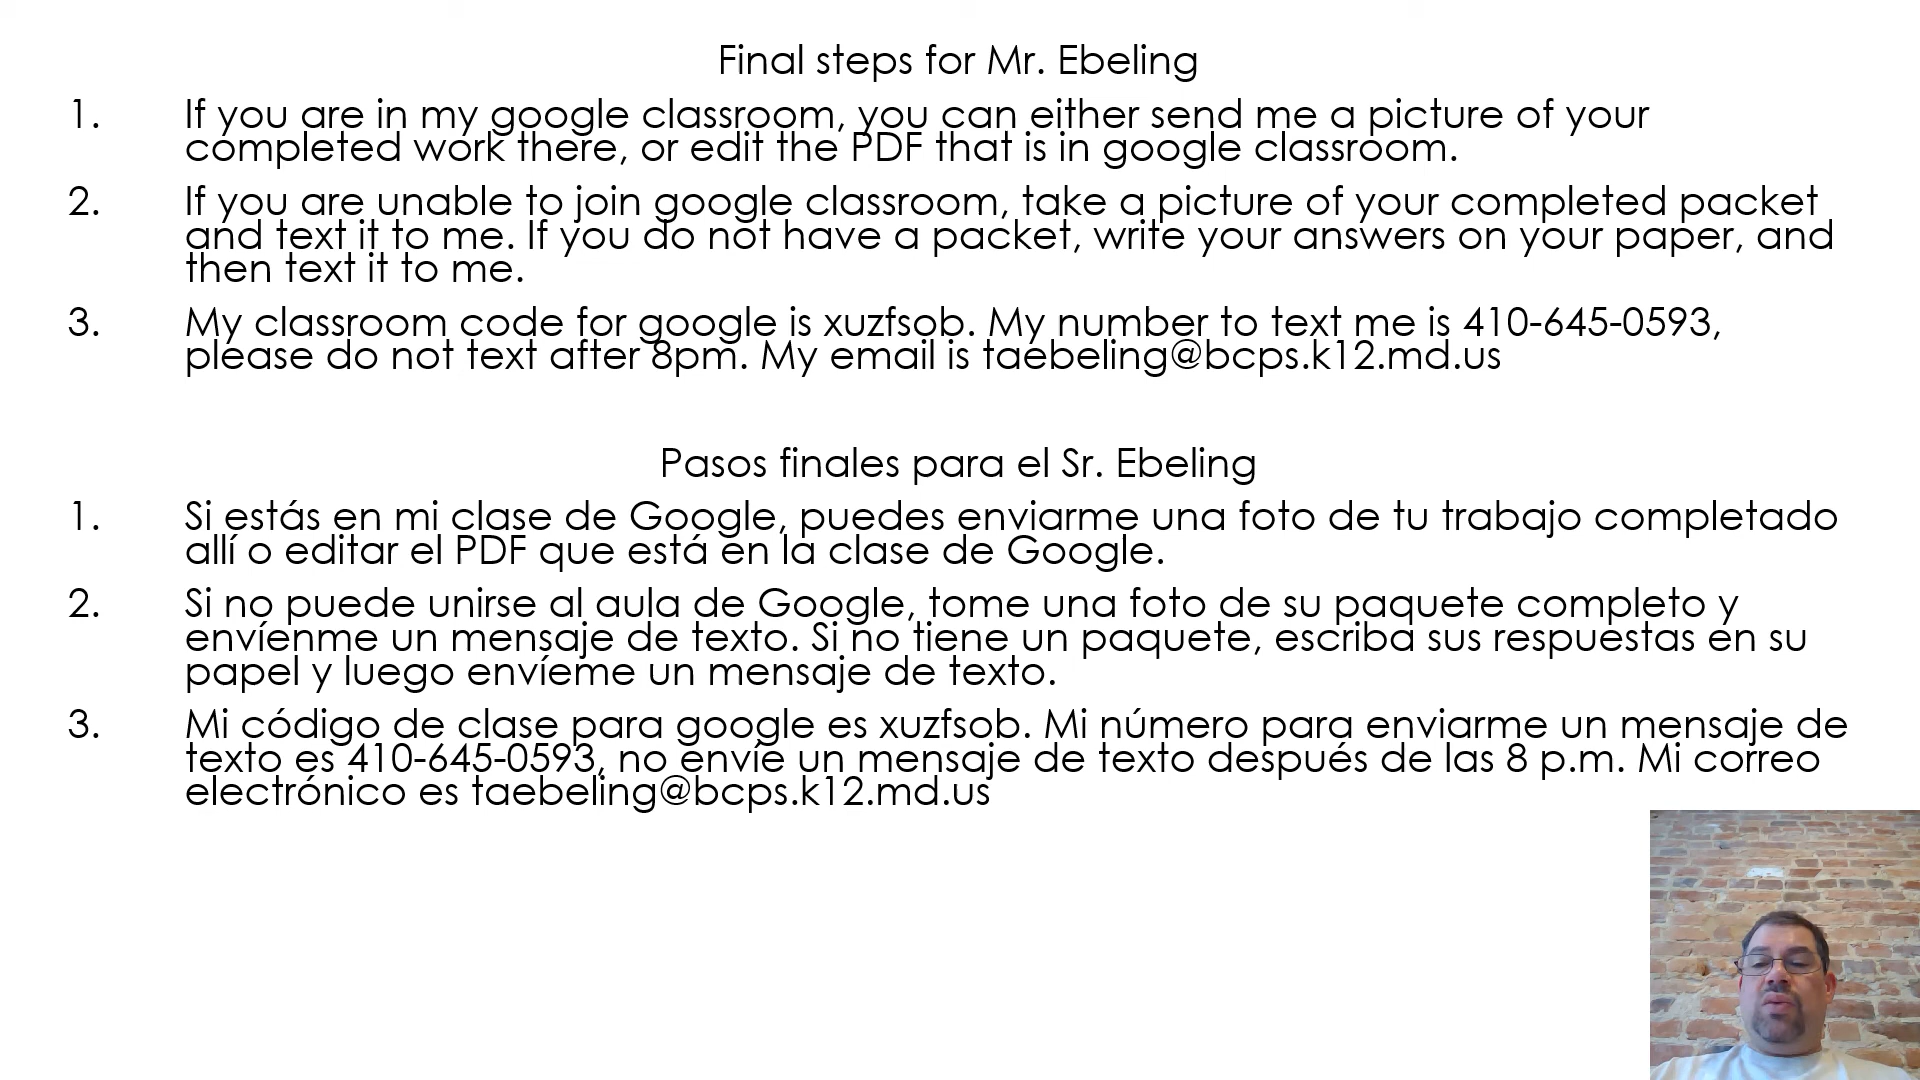 Final steps for Mr. Ebeling
1. If you are in my google classroom, you can either send me a picture of your
completed work there, or edit the PDF that is in google classroom.
2. If you are unable to join google classroom, take a picture of your completed packet
and text it to me. If you do not have a packet, write your answers on your paper, and
then text it to me.
3. My classroom code for google is xuzfsob. My number to text me is 410-645-0593,
please do not text after 8pm. My email is taebeling@bcps.k12.md.us
Pasos finales para el Sr. Ebeling
1. Si estás en mi clase de Google, puedes enviarme una foto de tu trabajo completado
allí o editar el PDF que está en la clase de Google.
2. Si no puede unirse al aula de Google, tome una foto de su paquete completo y
envíenme un mensaje de texto. Si no tiene un paquete, escriba sus respuestas en su
papel y luego envíeme un mensaje de texto.
3. Mi código de clase para google es xuzfsob. Mi número para enviarme un mensaje de
texto es 410-645-0593, no envíe un mensaje de texto después de las 8 p.m. Mi correo
electrónico es taebeling@bcps.k12.md.us